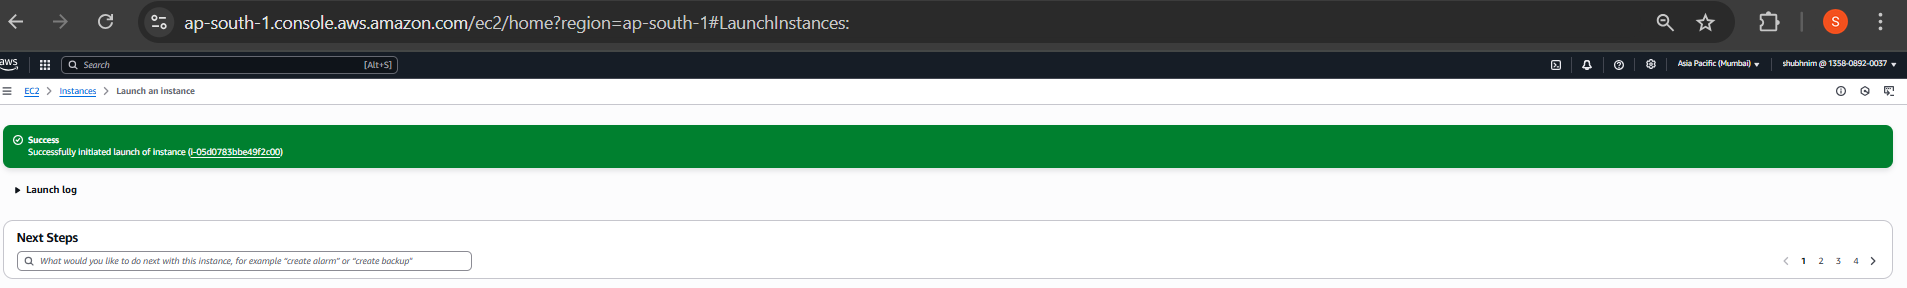 ap-south-1.console.aws.amazon.com/ec2/home?region=ap-south-1#LaunchInstances:
S
aws
Search
[Alt+S]
Asia Pacific (Mumbai)
shubhnim @ 1358-0892-0037
EC2 > Instances > Launch an instance
Success
Successfully initiated launch of instance (i-05d0783bbe49f2c00)
Launch log
Next Steps
What would you like to do next with this instance, for example "create alarm" or "create backup"
1 2 3 4